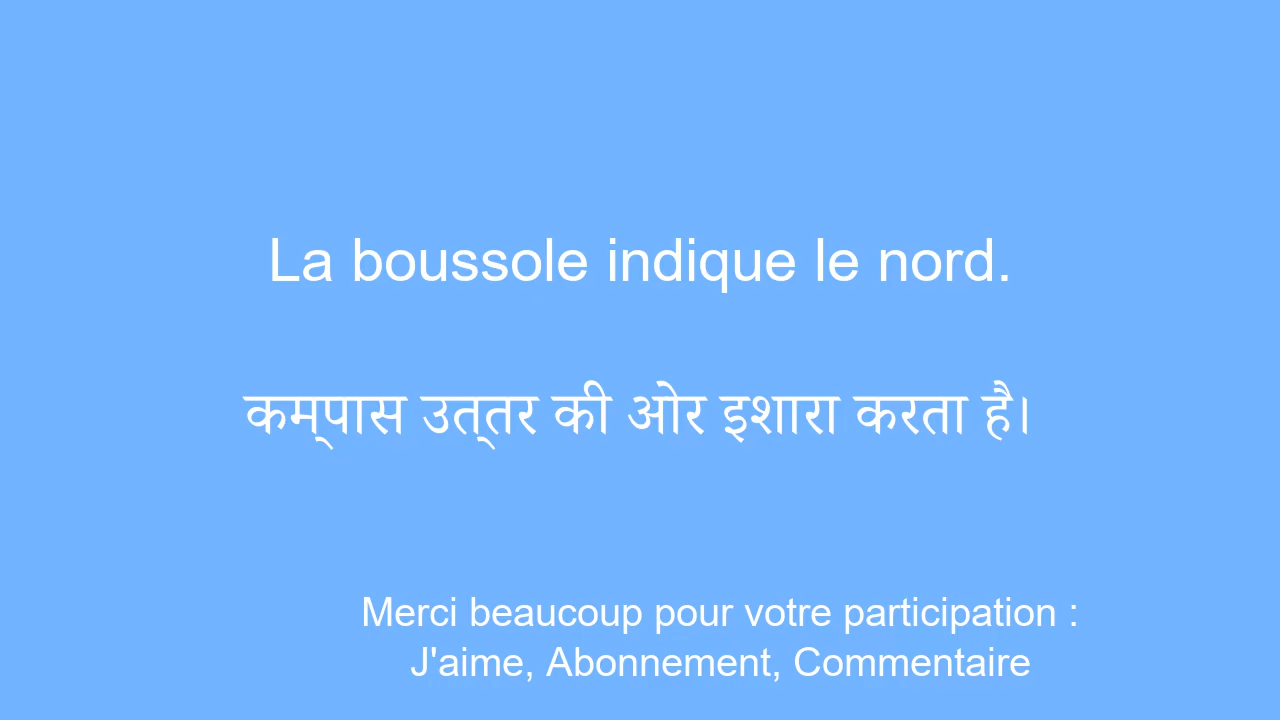 La boussole indique le nord.
कम्पास उत्तर की ओर इशारा करता है।
Merci beaucoup pour votre participation :
J'aime, Abonnement, Commentaire